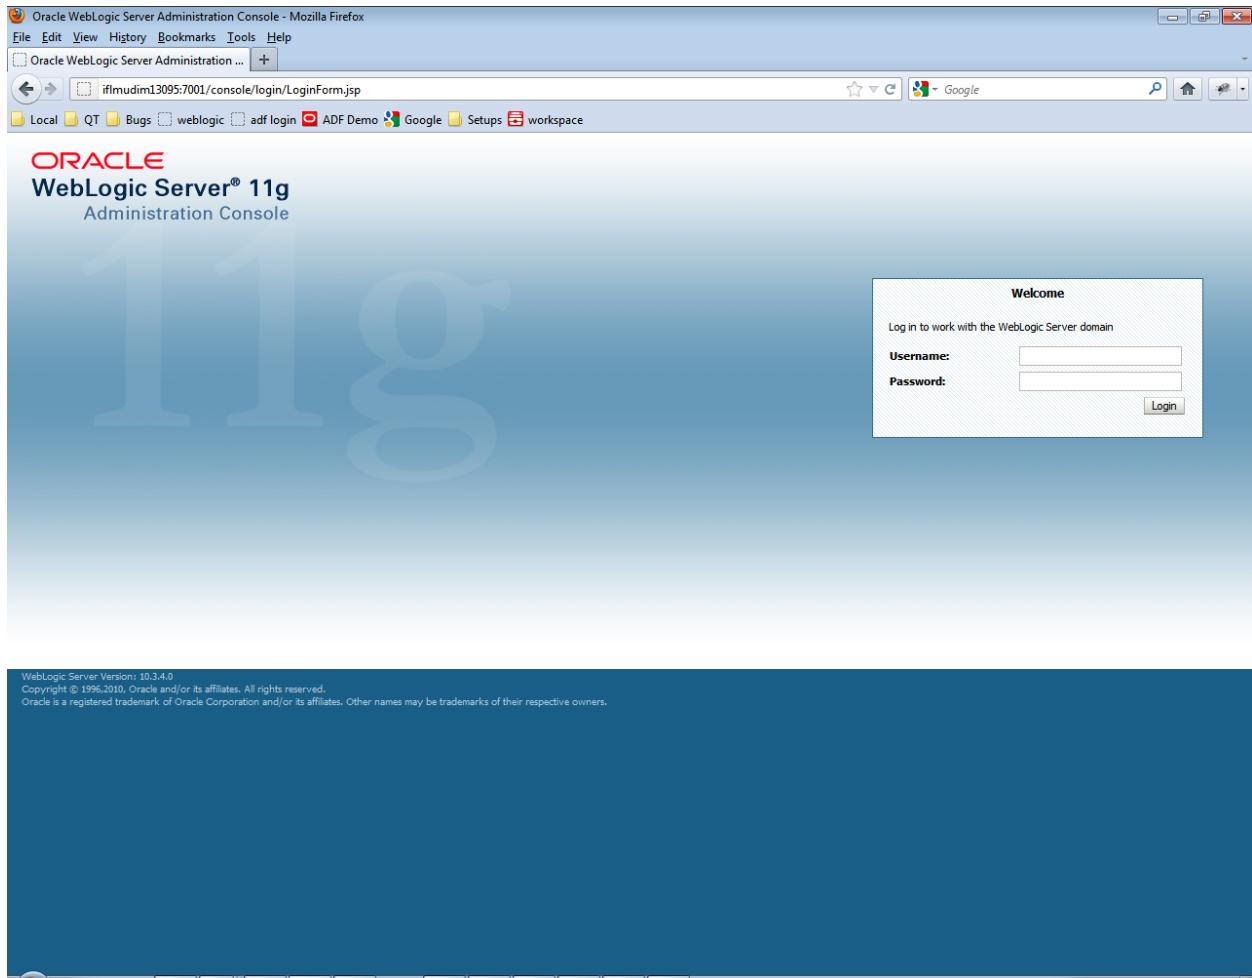 Oracle WebLogic Server Administration Console - Mozilla Firefox
File Edit View History Bookmarks Tools Help
Oracle WebLogic Server Administration ... +
iflmudim13095:7001/console/login/LoginForm.jsp
Google
Local QT Bugs weblogic adf login ADF Demo Google Setups workspace
ORACLE
WebLogic Server® 11g
Administration Console
11g
Welcome
Log in to work with the WebLogic Server domain
Username:
Password:
Login
WebLogic Server Version: 10.3.4.0
Copyright © 1996,2010, Oracle and/or its affiliates. All rights reserved.
Oracle is a registered trademark of Oracle Corporation and/or its affiliates. Other names may be trademarks of their respective owners.